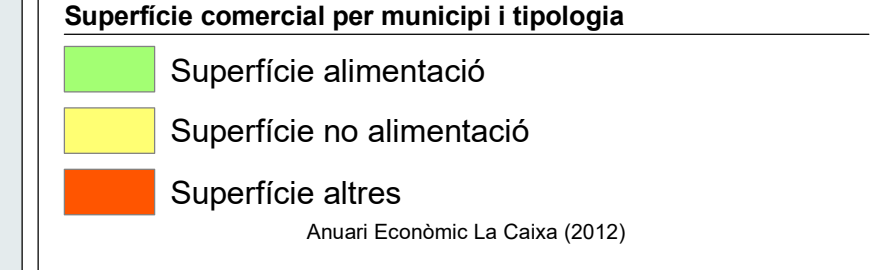 Superfície comercial per municipi i tipologia
Superfície alimentació
Superfície no alimentació
Superfície altres
Anuari Econòmic La Caixa (2012)